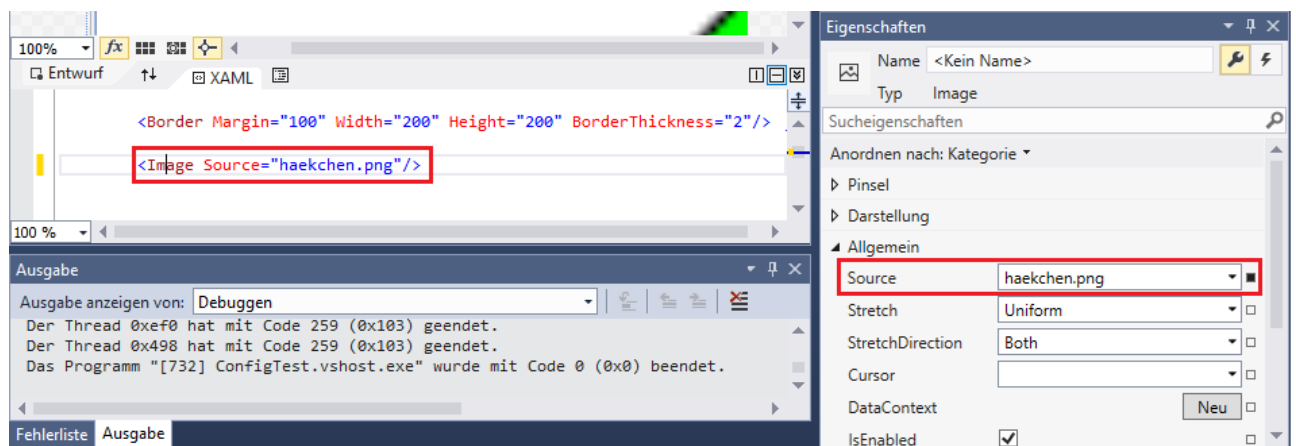 100%
Entwurf
XAML
<Border Margin="100" Width="200" Height="200" BorderThickness="2"/>
<Image Source="haekchen.png"/>
100 %
Ausgabe
Ausgabe anzeigen von: Debuggen
Der Thread 0xef0 hat mit Code 259 (0x103) geendet.
Der Thread 0x498 hat mit Code 259 (0x103) geendet.
Das Programm "[732] ConfigTest.vshost.exe" wurde mit Code 0 (0x0) beendet.
Fehlerliste Ausgabe
Eigenschaften
Name <Kein Name>
Typ Image
Sucheigenschaften
Anordnen nach: Kategorie
Pinsel
Darstellung
Allgemein
Source haekchen.png
Stretch Uniform
StretchDirection Both
Cursor
DataContext Neu
IsEnabled